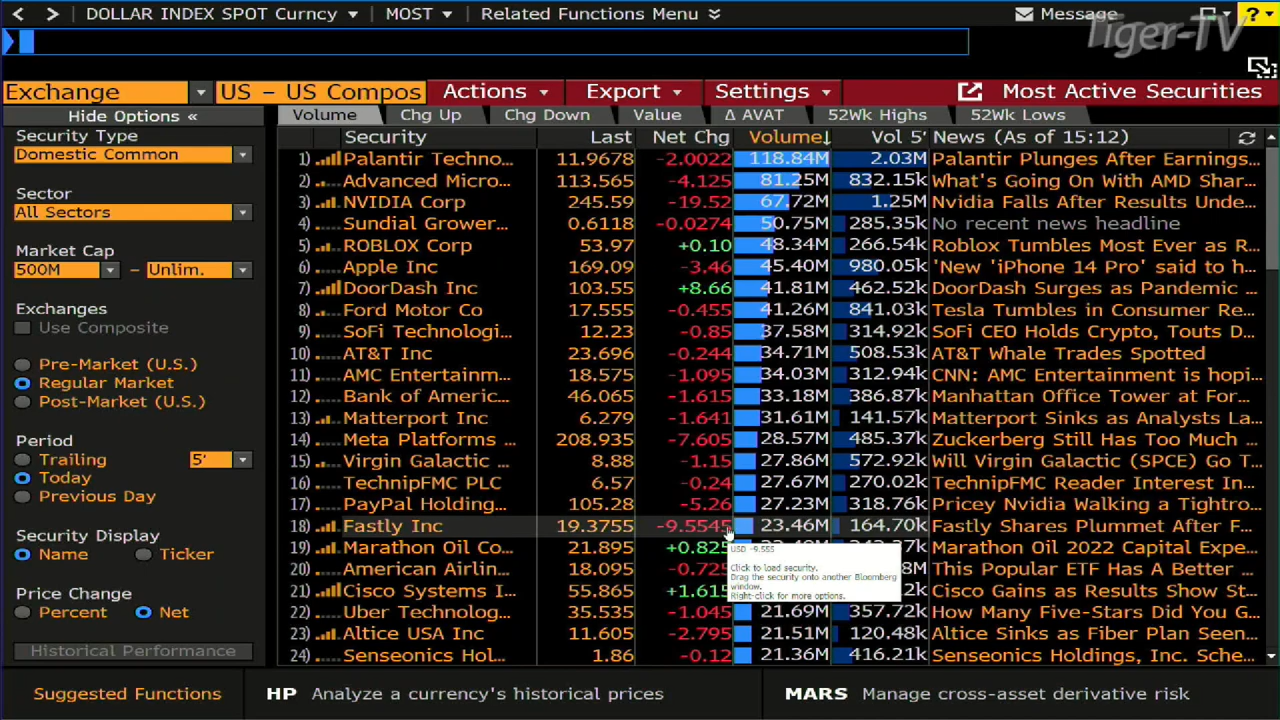 < > DOLLAR INDEX SPOT Curncy MOST Related Functions Menu Message ?
Tiger-TV
Exchange US - US Compos Actions Export Settings Most Active Securities
Hide Options « Volume Chg Up Chg Down Value Δ AVAT 52Wk Highs 52Wk Lows
Security Type
Domestic Common
Sector
All Sectors
Market Cap
500M - Unlim.
Exchanges
Use Composite
Pre-Market (U.S.)
Regular Market
Post-Market (U.S.)
Period
Trailing 5'
Today
Previous Day
Security Display
Name Ticker
Price Change
Percent Net
Historical Performance
Security Last Net Chg Volume↓ Vol 5' News (As of 15:12)
1) Palantir Techno... 11.9678 -2.0022 118.84M 2.03M Palantir Plunges After Earnings...
2) Advanced Micro... 113.565 -4.125 81.25M 832.15k What's Going On With AMD Shar...
3) NVIDIA Corp 245.59 -19.52 67.72M 1.25M Nvidia Falls After Results Unde...
4) Sundial Grower... 0.6118 -0.0274 50.75M 285.35k No recent news headline
5) ROBLOX Corp 53.97 +0.10 48.34M 266.54k Roblox Tumbles Most Ever as R...
6) Apple Inc 169.09 -3.46 45.40M 980.05k 'New 'iPhone 14 Pro' said to h...
7) DoorDash Inc 103.55 +8.66 41.81M 462.52k DoorDash Surges as Pandemic ...
8) Ford Motor Co 17.555 -0.455 41.26M 841.03k Tesla Tumbles in Consumer Re...
9) SoFi Technologi... 12.23 -0.85 37.58M 314.92k SoFi CEO Holds Crypto, Touts D...
10) AT&T Inc 23.696 -0.244 34.71M 508.53k AT&T Whale Trades Spotted
11) AMC Entertainm... 18.575 -1.095 34.03M 312.94k CNN: AMC Entertainment is hopi...
12) Bank of Americ... 46.065 -1.615 33.18M 386.87k Manhattan Office Tower at For...
13) Matterport Inc 6.279 -1.641 31.61M 141.57k Matterport Sinks as Analysts La...
14) Meta Platforms ... 208.935 -7.605 28.57M 485.37k Zuckerberg Still Has Too Much ...
15) Virgin Galactic ... 8.88 -1.15 27.86M 572.92k Will Virgin Galactic (SPCE) Go T...
16) TechnipFMC PLC 6.57 -0.24 27.67M 270.02k TechnipFMC Reader Interest In...
17) PayPal Holding... 105.28 -5.26 27.23M 318.76k Pricey Nvidia Walking a Tightro...
18) Fastly Inc 19.3755 -9.5545 23.46M 164.70k Fastly Shares Plummet After F...
19) Marathon Oil Co... 21.895 +0.825 Marathon Oil 2022 Capital Expe...
20) American Airlin... 18.095 -0.725 This Popular ETF Has A Better ...
21) Cisco Systems I... 55.865 +1.615 Cisco Gains as Results Show St...
22) Uber Technolog... 35.535 -1.045 21.69M 357.72k How Many Five-Stars Did You G...
23) Altice USA Inc 11.605 -2.795 21.51M 120.48k Altice Sinks as Fiber Plan Seen...
24) Senseonics Hol... 1.86 -0.12 21.36M 416.21k Senseonics Holdings, Inc. Sche...
USD -9.555
Click to load security.
Drag the security onto another Bloomberg
window.
Right-click for more options.
Suggested Functions HP Analyze a currency's historical prices MARS Manage cross-asset derivative risk